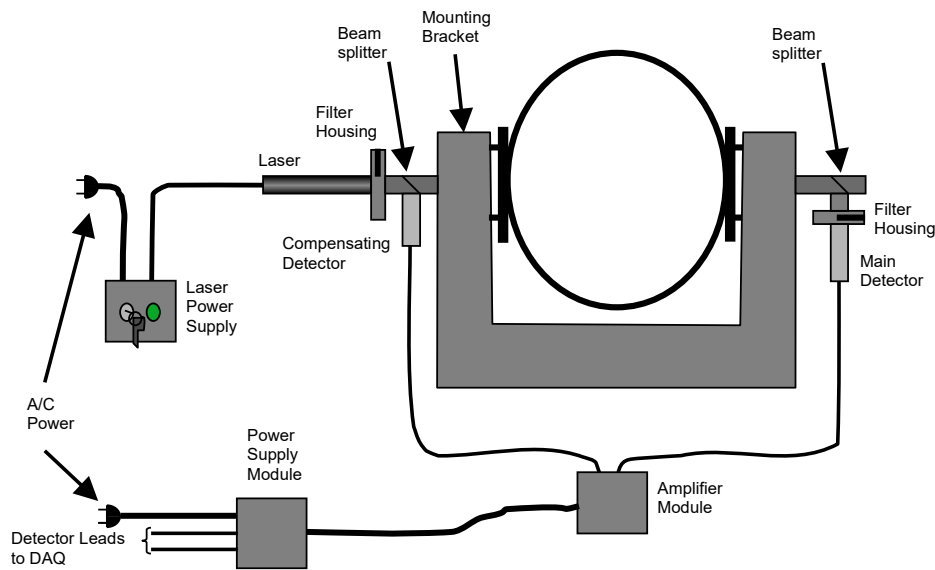 Mounting
Bracket
Beam
splitter
Beam
splitter
Filter
Housing
Laser
Filter
Housing
Compensating
Detector
Main
Detector
Laser
Power
Supply
A/C
Power
Power
Supply
Module
Amplifier
Module
Detector Leads
to DAQ